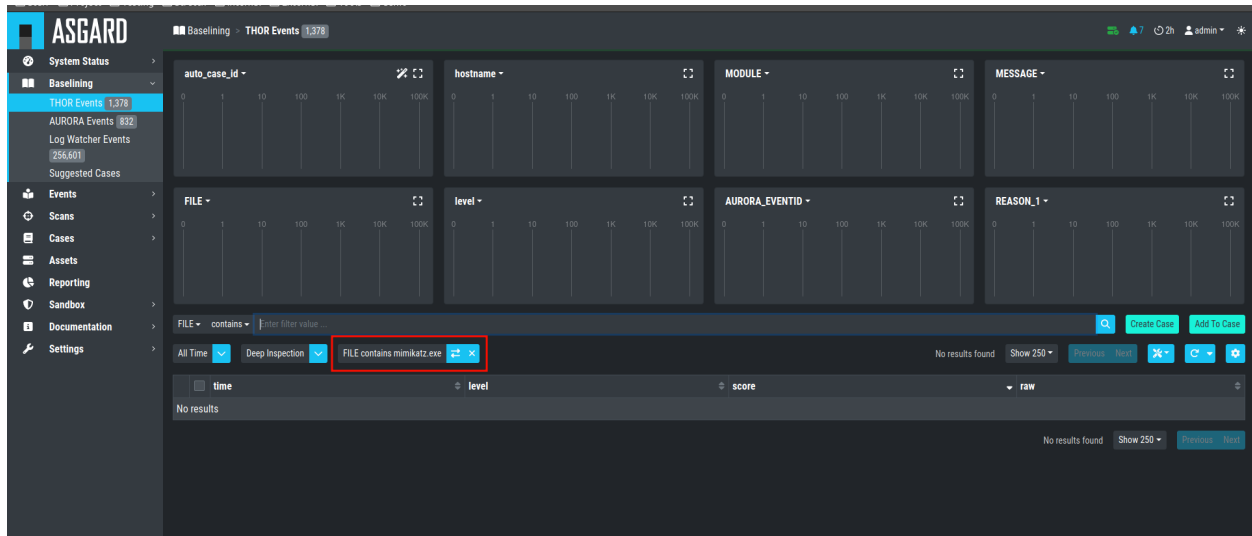 ASGARD
Baselining > THOR Events 1,378
7 2h admin
System Status
Baselining
THOR Events 1,378
AURORA Events 832
Log Watcher Events
256,601
Suggested Cases
Events
Scans
Cases
Assets
Reporting
Sandbox
Documentation
Settings
auto_case_id
0 1 10 100 1K 10K 100K
hostname
0 1 10 100 1K 10K 100K
MODULE
0 1 10 100 1K 10K 100K
MESSAGE
0 1 10 100 1K 10K 100K
FILE
0 1 10 100 1K 10K 100K
level
0 1 10 100 1K 10K 100K
AURORA_EVENTID
0 1 10 100 1K 10K 100K
REASON_1
0 1 10 100 1K 10K 100K
FILE contains Enter filter value ... Create Case Add To Case
All Time Deep Inspection FILE contains mimikatz.exe No results found Show 250 Previous Next
time level score raw
No results
No results found Show 250 Previous Next